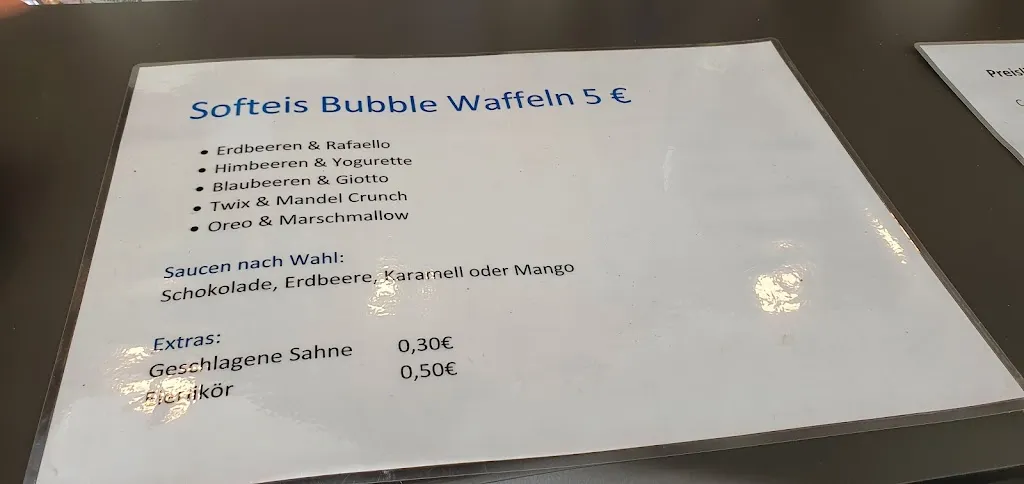 Softeis Bubble Waffeln 5 €
• Erdbeeren & Rafaello
• Himbeeren & Yogurette
• Blaubeeren & Giotto
• Twix & Mandel Crunch
• Oreo & Marschmallow
Saucen nach Wahl:
Schokolade, Erdbeere, Karamell oder Mango
Extras:
Geschlagene Sahne 0,30€
Eierlikör 0,50€